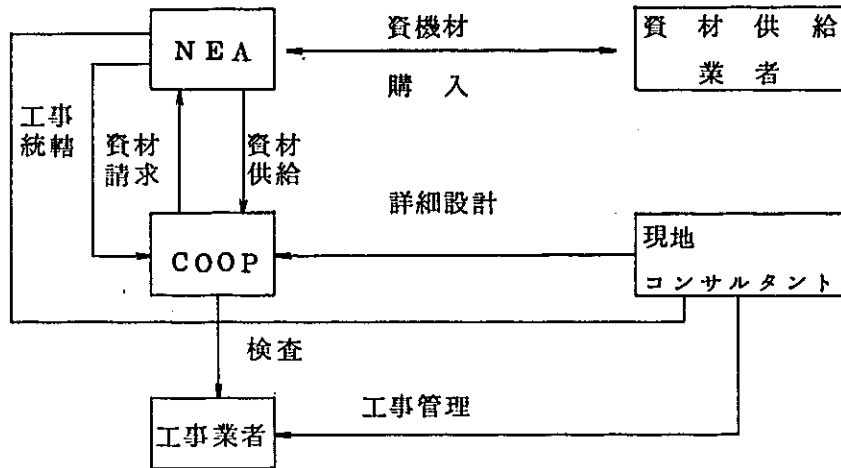 NEA
資機材
購入
資材供給
業者
工事
統轄
資材
請求
資材
供給
詳細設計
COOP
現地
コンサルタント
検査
工事管理
工事業者